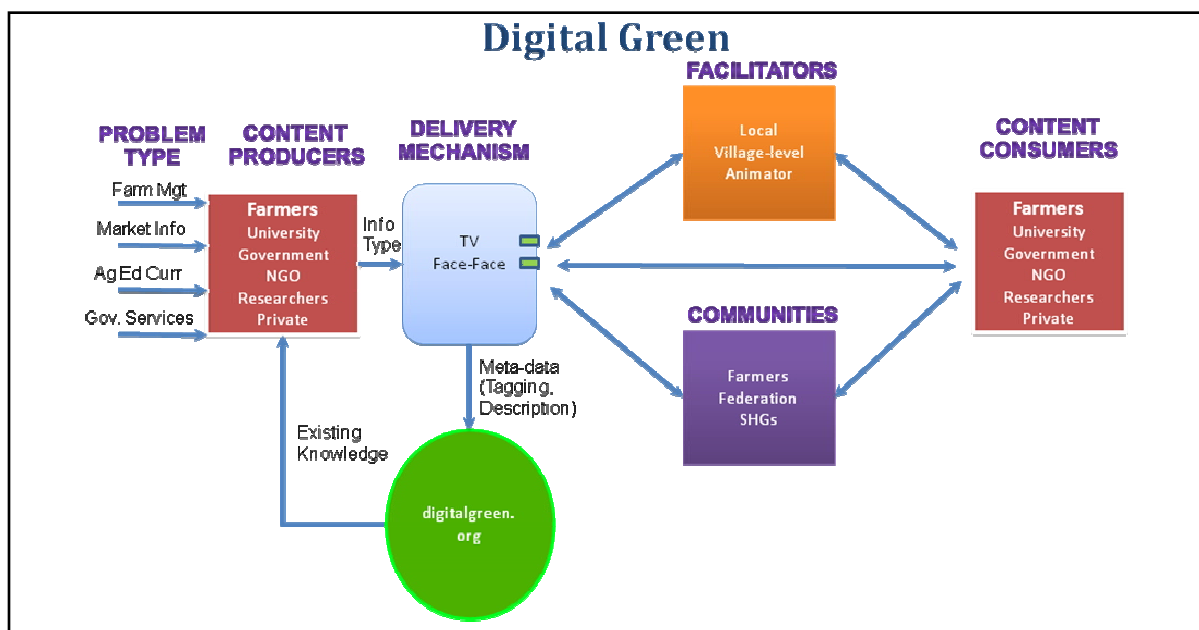 Digital Green
PROBLEM
TYPE
Farm Mgt
Market Info
Ag Ed Curr
Gov. Services
CONTENT
PRODUCERS
Farmers
University
Government
NGO
Researchers
Private
Info
Type
DELIVERY
MECHANISM
TV
Face-Face
Meta-data
(Tagging,
Description)
Existing
Knowledge
digitalgreen.
org
FACILITATORS
Local
Village-level
Animator
COMMUNITIES
Farmers
Federation
SHGs
CONTENT
CONSUMERS
Farmers
University
Government
NGO
Researchers
Private